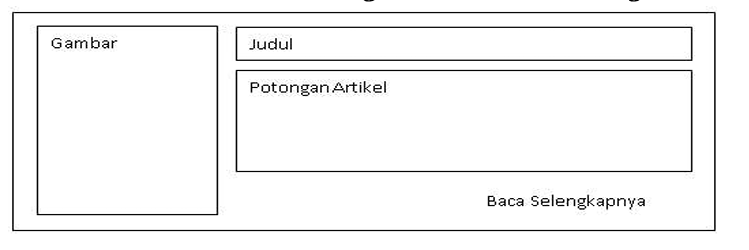 Gambar
Judul
Potongan Artikel
Baca Selengkapnya